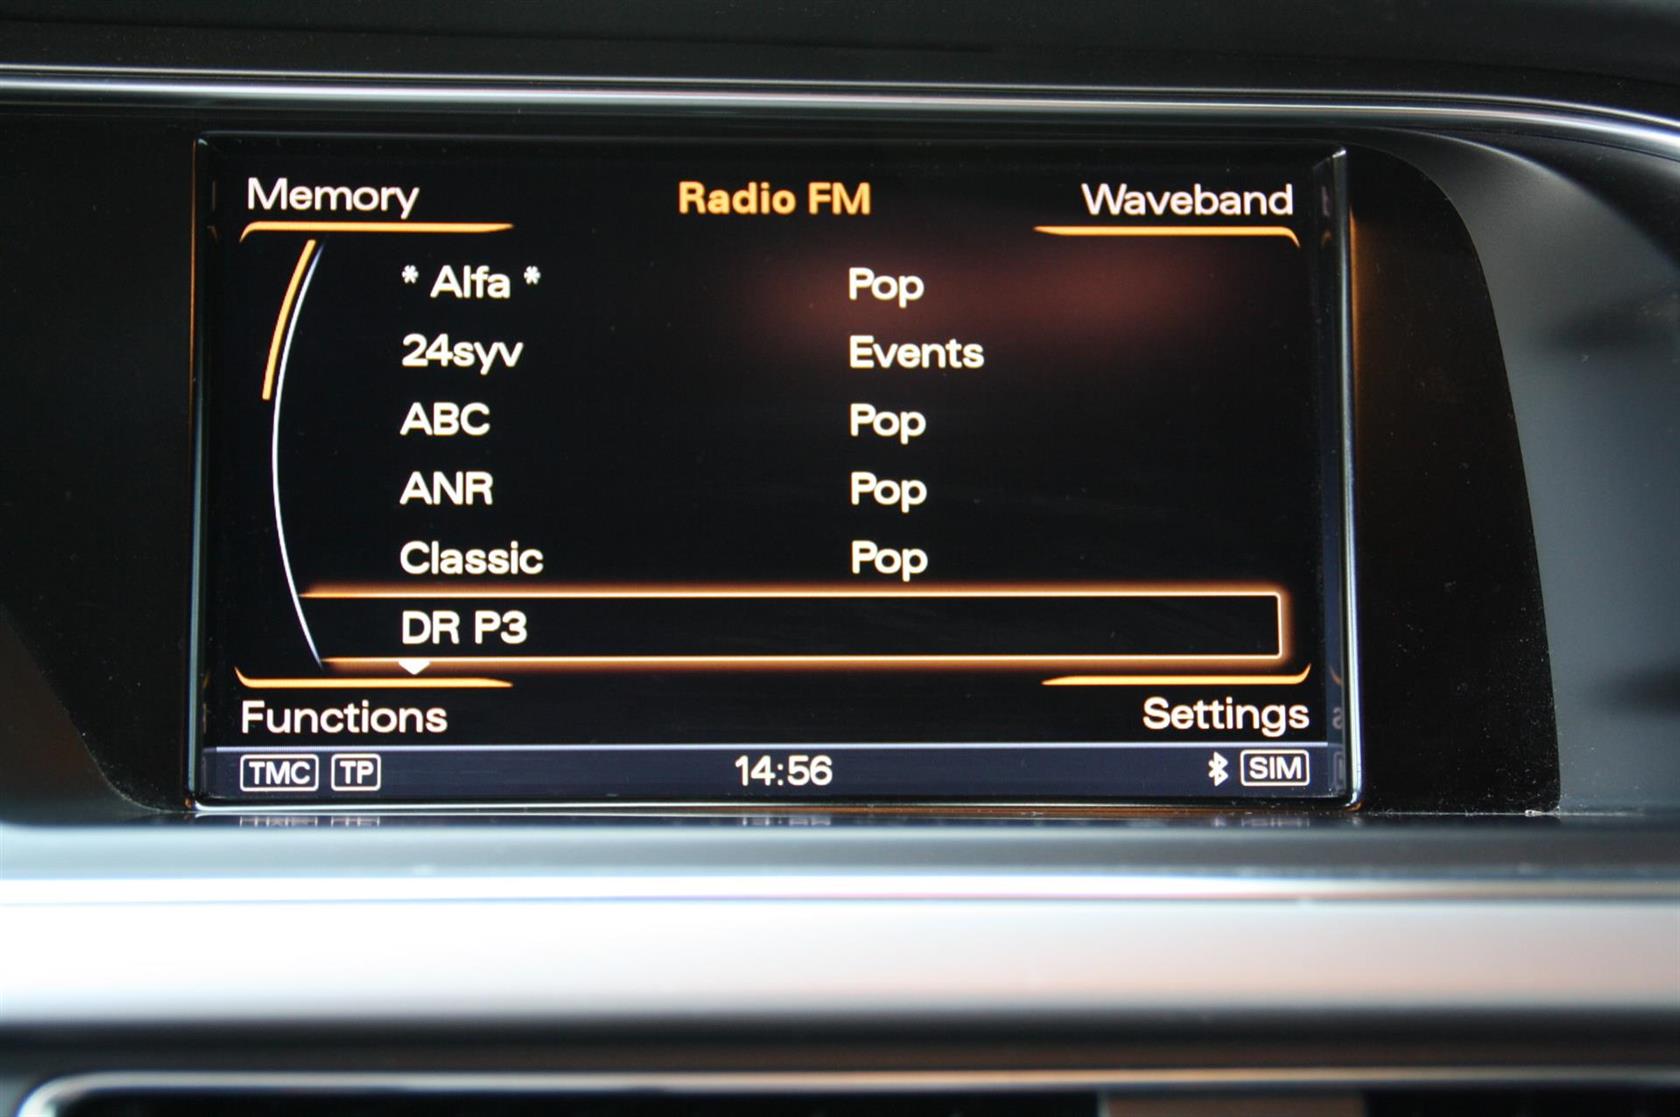 Memory Radio FM Waveband
* Alfa * Pop
24syv Events
ABC Pop
ANR Pop
Classic Pop
DR P3
Functions Settings
TMC TP 14:56 SIM